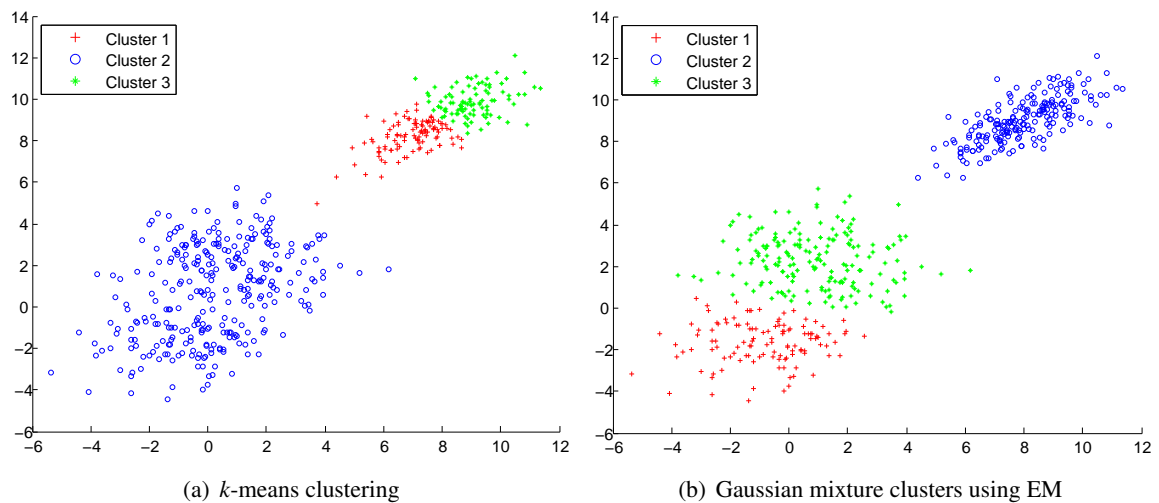 14
12
10
8
6
4
2
0
−2
−4
−6
−6 −4 −2 0 2 4 6 8 10 12
Cluster 1
Cluster 2
Cluster 3
(a) k-means clustering
14
12
10
8
6
4
2
0
−2
−4
−6
−6 −4 −2 0 2 4 6 8 10 12
Cluster 1
Cluster 2
Cluster 3
(b) Gaussian mixture clusters using EM